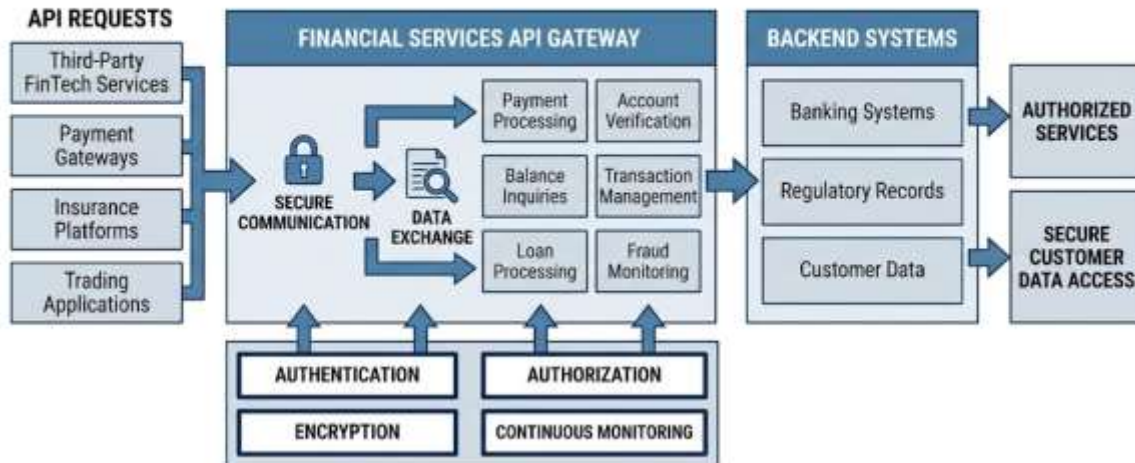 API REQUESTS
Third-Party
FinTech Services
Payment
Gateways
Insurance
Platforms
Trading
Applications
FINANCIAL SERVICES API GATEWAY
SECURE
COMMUNICATION
DATA
EXCHANGE
Payment
Processing
Account
Verification
Balance
Inquiries
Transaction
Management
Loan
Processing
Fraud
Monitoring
AUTHENTICATION
AUTHORIZATION
ENCRYPTION
CONTINUOUS MONITORING
BACKEND SYSTEMS
Banking Systems
Regulatory Records
Customer Data
AUTHORIZED
SERVICES
SECURE
CUSTOMER
DATA ACCESS